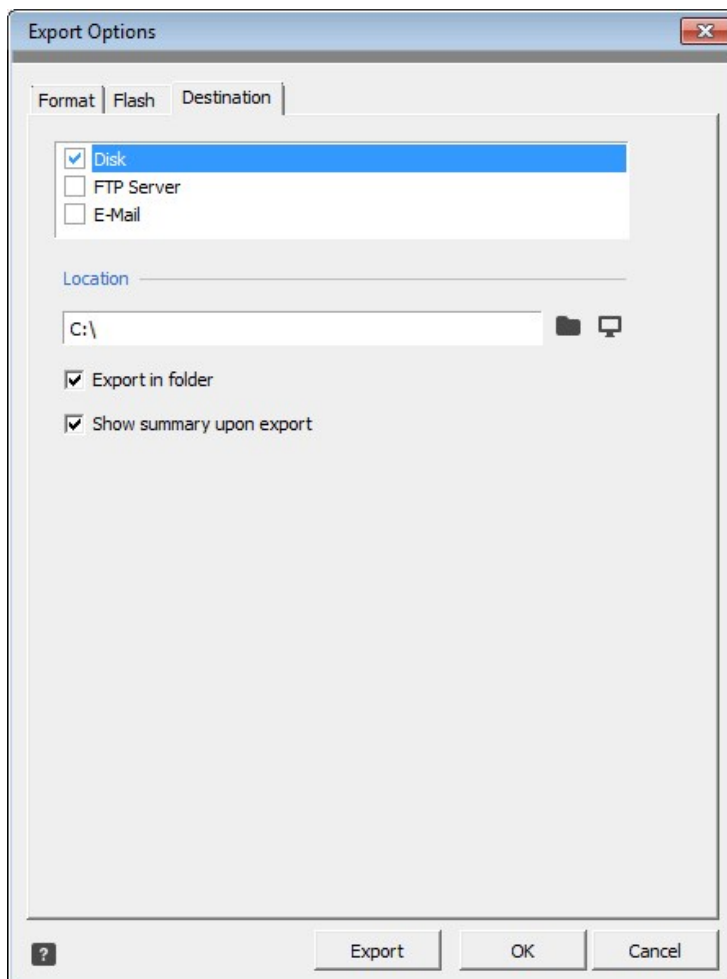 Export Options
Format Flash Destination
Disk
FTP Server
E-Mail
Location
C:\
Export in folder
Show summary upon export
? Export OK Cancel